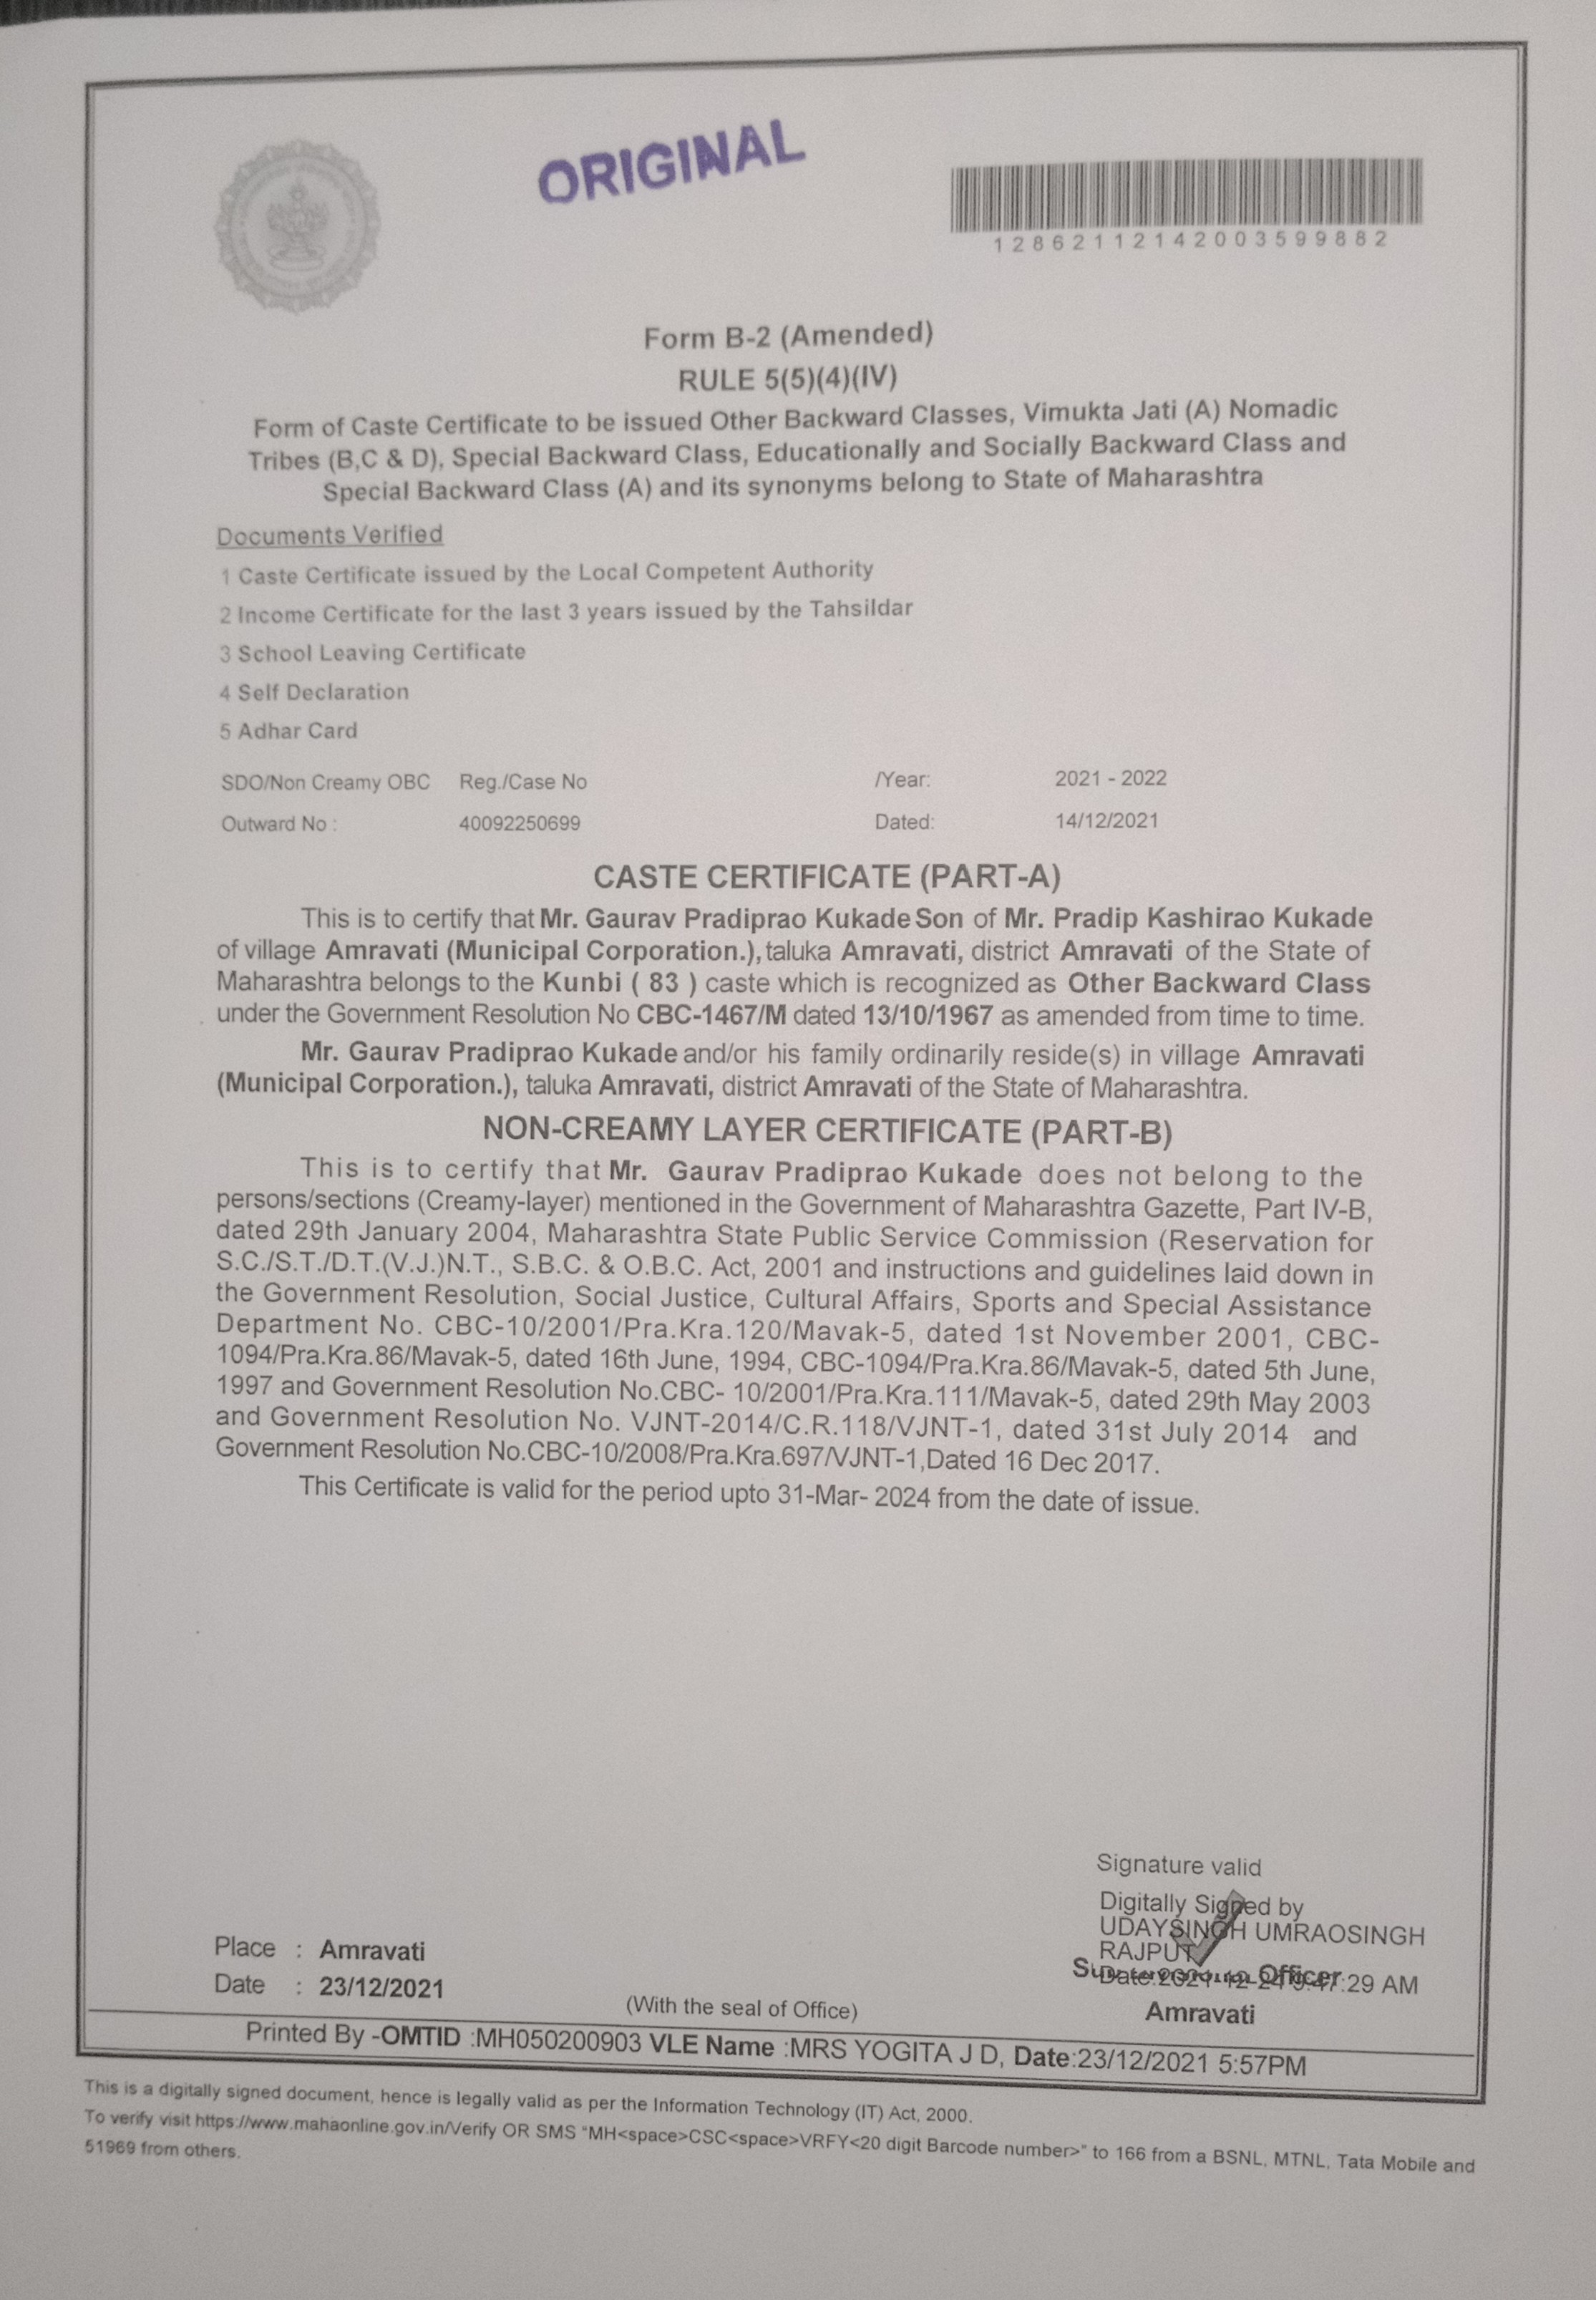 ORIGINAL
12862112142003599882
Form B-2 (Amended)
RULE 5(5)(4)(IV)
Form of Caste Certificate to be issued Other Backward Classes, Vimukta Jati (A) Nomadic
Tribes (B,C & D), Special Backward Class, Educationally and Socially Backward Class and
Special Backward Class (A) and its synonyms belong to State of Maharashtra
Documents Verified
1 Caste Certificate issued by the Local Competent Authority
2 Income Certificate for the last 3 years issued by the Tahsildar
3 School Leaving Certificate
4 Self Declaration
5 Adhar Card
SDO/Non Creamy OBC Reg./Case No /Year: 2021 - 2022
Outward No : 40092250699 Dated: 14/12/2021
CASTE CERTIFICATE (PART-A)
This is to certify that Mr. Gaurav Pradiprao Kukade Son of Mr. Pradip Kashirao Kukade
of village Amravati (Municipal Corporation.), taluka Amravati, district Amravati of the State of
Maharashtra belongs to the Kunbi ( 83 ) caste which is recognized as Other Backward Class
under the Government Resolution No CBC-1467/M dated 13/10/1967 as amended from time to time.
Mr. Gaurav Pradiprao Kukade and/or his family ordinarily reside(s) in village Amravati
(Municipal Corporation.), taluka Amravati, district Amravati of the State of Maharashtra.
NON-CREAMY LAYER CERTIFICATE (PART-B)
This is to certify that Mr. Gaurav Pradiprao Kukade does not belong to the
persons/sections (Creamy-layer) mentioned in the Government of Maharashtra Gazette, Part IV-B,
dated 29th January 2004, Maharashtra State Public Service Commission (Reservation for
S.C./S.T./D.T.(V.J.)N.T., S.B.C. & O.B.C. Act, 2001 and instructions and guidelines laid down in
the Government Resolution, Social Justice, Cultural Affairs, Sports and Special Assistance
Department No. CBC-10/2001/Pra.Kra.120/Mavak-5, dated 1st November 2001, CBC-
1094/Pra.Kra.86/Mavak-5, dated 16th June, 1994, CBC-1094/Pra.Kra.86/Mavak-5, dated 5th June,
1997 and Government Resolution No.CBC- 10/2001/Pra.Kra.111/Mavak-5, dated 29th May 2003
and Government Resolution No. VJNT-2014/C.R.118/VJNT-1, dated 31st July 2014 and
Government Resolution No.CBC-10/2008/Pra.Kra.697/VJNT-1,Dated 16 Dec 2017.
This Certificate is valid for the period upto 31-Mar- 2024 from the date of issue.
Signature valid
Digitally Signed by
UDAYSINGH UMRAOSINGH
RAJPUT
Officer
Place : Amravati
Date : 23/12/2021
(With the seal of Office)
Amravati
Printed By -OMTID :MH050200903 VLE Name :MRS YOGITA J D, Date:23/12/2021 5:57PM
This is a digitally signed document, hence is legally valid as per the Information Technology (IT) Act, 2000.
To verify visit https://www.mahaonline.gov.in/Verify OR SMS "MH<space>CSC<space>VRFY<20 digit Barcode number>" to 166 from a BSNL, MTNL, Tata Mobile and
51969 from others.